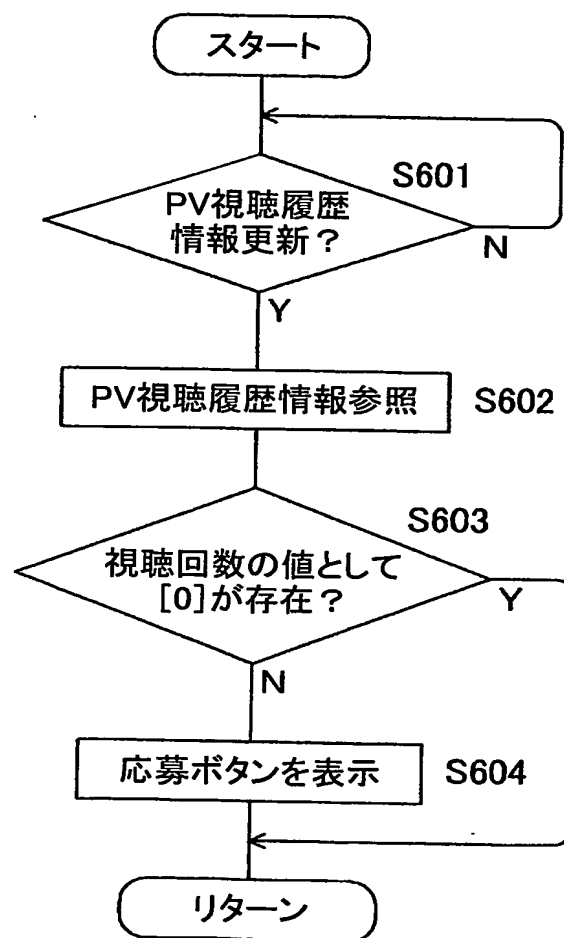 スタート
S601
PV視聴履歴
情報更新?
N
Y
PV視聴履歴情報参照
S602
S603
視聴回数の値として
[0]が存在?
Y
N
応募ボタンを表示
S604
リターン